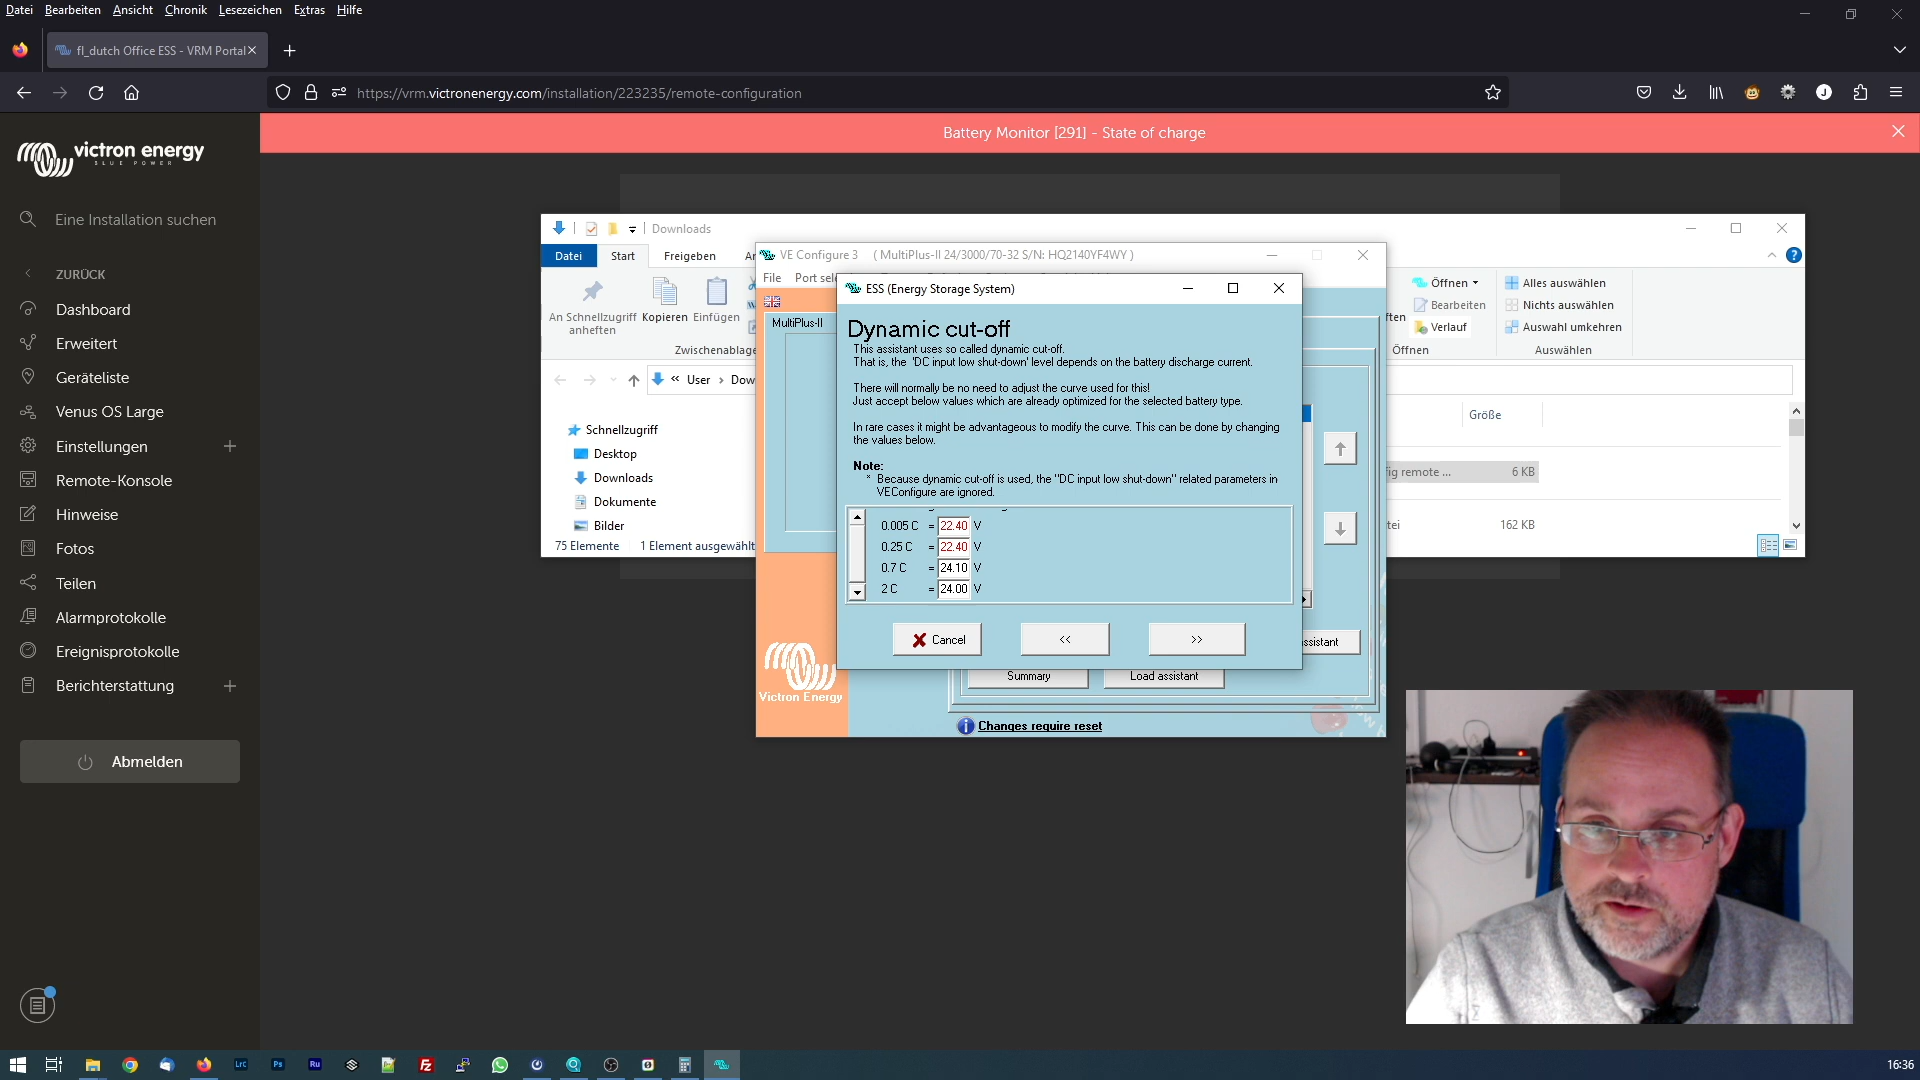 Datei Bearbeiten Ansicht Chronik Lesezeichen Extras Hilfe
fl_dutch Office ESS - VRM Portal
https://vrm.victronenergy.com/installation/223235/remote-configuration
Battery Monitor [291] - State of charge
victron energy
BLUE POWER
Eine Installation suchen
ZURÜCK
Dashboard
Erweitert
Geräteliste
Venus OS Large
Einstellungen
Remote-Konsole
Hinweise
Fotos
Teilen
Alarmprotokolle
Ereignisprotokolle
Berichterstattung
Abmelden
Downloads
Datei Start Freigeben
An Schnellzugriff
anheften
Kopieren
Einfügen
Zwischenablage
Öffnen
Bearbeiten
Verlauf
Öffnen
Alles auswählen
Nichts auswählen
Auswahl umkehren
Auswählen
« User › Dow
Größe
Schnellzugriff
Desktop
Downloads
Dokumente
Bilder
fig remote ... 6 KB
tei 162 KB
75 Elemente 1 Element ausgewählt
VE Configure 3 ( MultiPlus-II 24/3000/70-32 S/N: HQ2140YF4WY )
File Port sele
MultiPlus-II
Victron Energy
ESS (Energy Storage System)
Dynamic cut-off
This assistant uses so called dynamic cut-off.
That is, the 'DC input low shut-down' level depends on the battery discharge current.
There will normally be no need to adjust the curve used for this!
Just accept below values which are already optimized for the selected battery type.
In rare cases it might be advantageous to modify the curve. This can be done by changing
the values below.
Note:
* Because dynamic cut-off is used, the "DC input low shut-down" related parameters in
VEConfigure are ignored.
0.005 C = 22.40 V
0.25 C = 22.40 V
0.7 C = 24.10 V
2 C = 24.00 V
Cancel << >>
ssistant
Summary Load assistant
Changes require reset
16:36